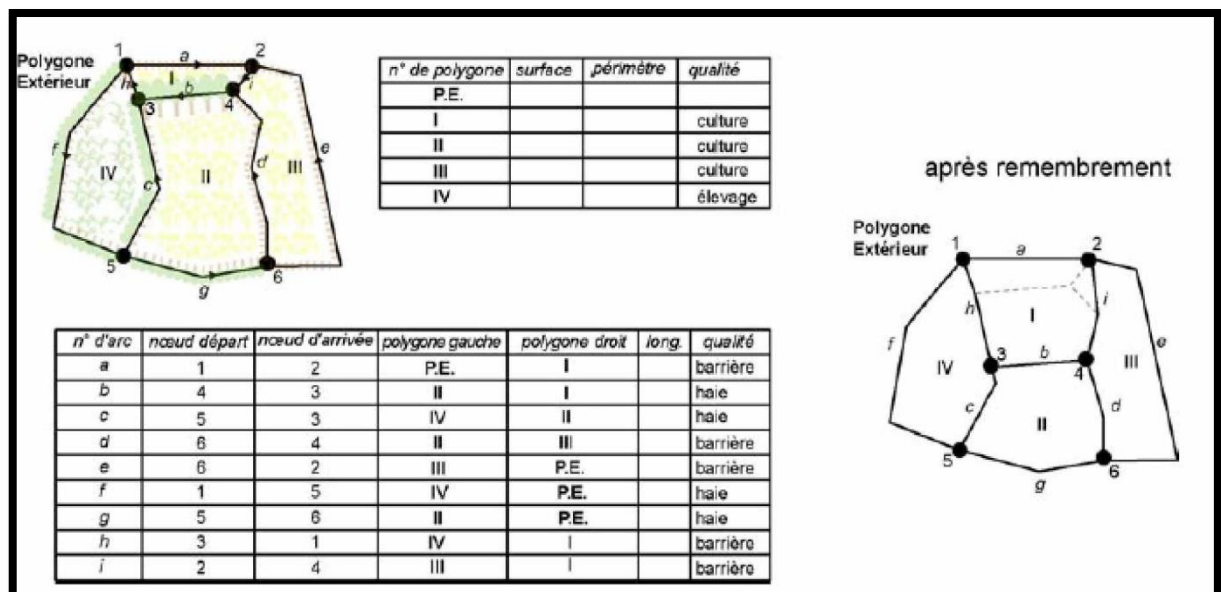 1 a 2
Polygone
Extérieur
h I i
b
3 4
f IV c II d III e
5 6
g
n° de polygone surface périmètre qualité
P.E.
I culture
II culture
III culture
IV élevage
après remembrement
Polygone
Extérieur
1 a 2
h I i
f IV 3 b 4 III e
c II d
5 6
g
n° d'arc nœud départ nœud d'arrivée polygone gauche polygone droit long. qualité
a 1 2 P.E. I barrière
b 4 3 II I haie
c 5 3 IV II haie
d 6 4 II III barrière
e 6 2 III P.E. barrière
f 1 5 IV P.E. haie
g 5 6 II P.E. haie
h 3 1 IV I barrière
i 2 4 III I barrière